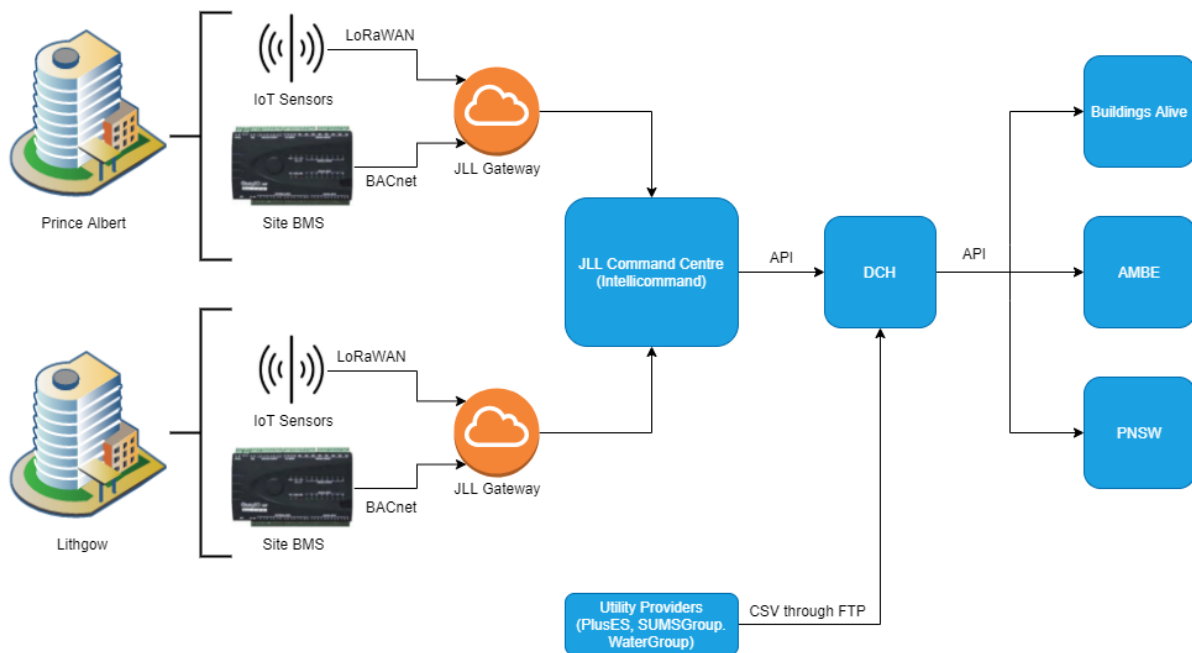 LoRaWAN
IoT Sensors
BACnet
JLL Gateway
Site BMS
Prince Albert
LoRaWAN
IoT Sensors
BACnet
JLL Gateway
Site BMS
Lithgow
JLL Command Centre
(Intellicommand)
API
DCH
API
Buildings Alive
AMBE
PNSW
Utility Providers
(PlusES, SUMSGroup.
WaterGroup)
CSV through FTP